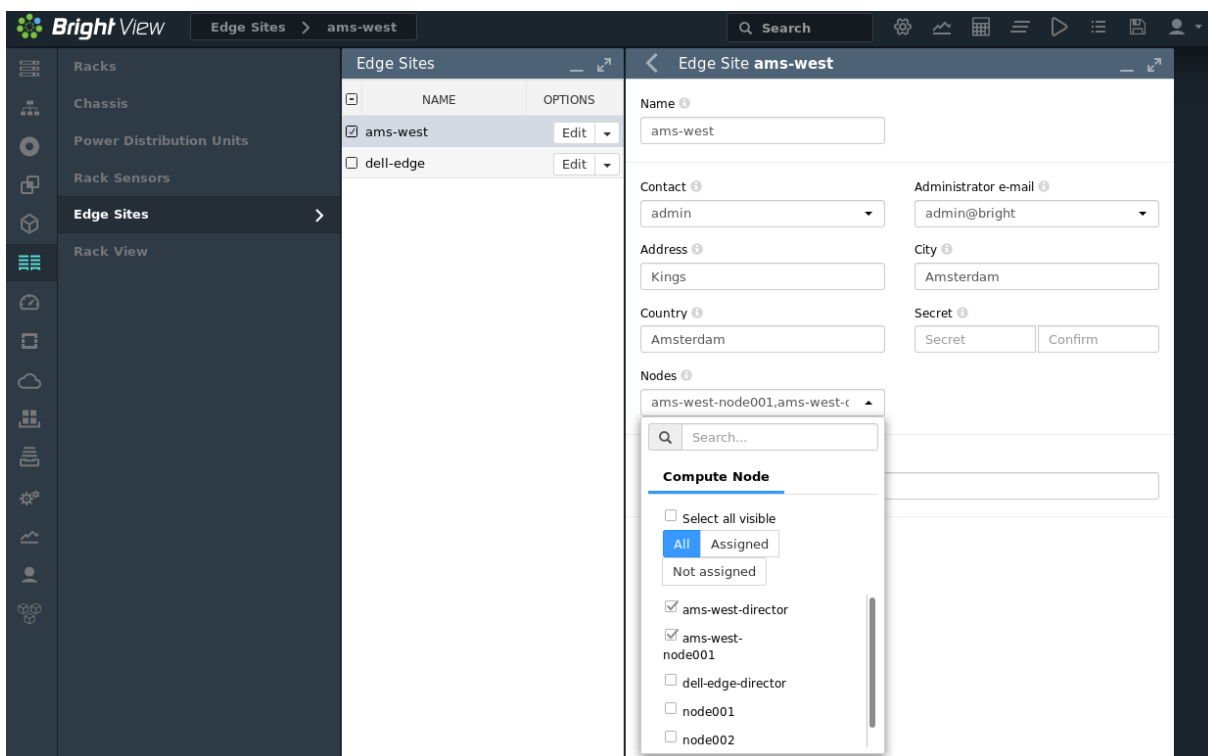 Bright View
Edge Sites > ams-west
Search
Racks
Chassis
Power Distribution Units
Rack Sensors
Edge Sites
Rack View
Edge Sites
NAME OPTIONS
ams-west Edit
dell-edge Edit
Edge Site ams-west
Name
ams-west
Contact Administrator e-mail
admin admin@bright
Address City
Kings Amsterdam
Country Secret
Amsterdam Secret Confirm
Nodes
ams-west-node001,ams-west-
Search...
Compute Node
Select all visible
All Assigned
Not assigned
ams-west-director
ams-west-
node001
dell-edge-director
node001
node002